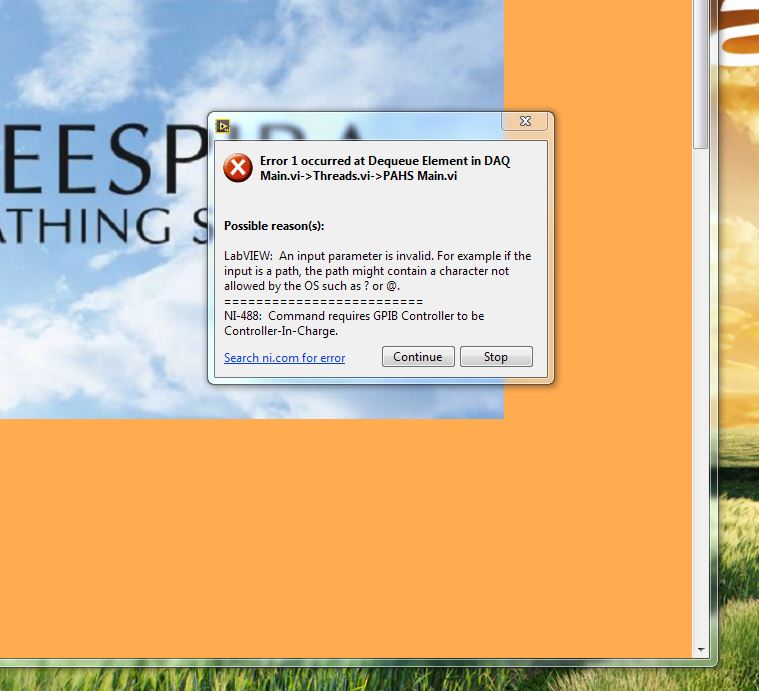 EESP
ATHING S
Error 1 occurred at Dequeue Element in DAQ
Main.vi->Threads.vi->PAHS Main.vi
Possible reason(s):
LabVIEW:  An input parameter is invalid. For example if the
input is a path, the path might contain a character not
allowed by the OS such as ? or @.
=========================
NI-488:  Command requires GPIB Controller to be
Controller-In-Charge.
Search ni.com for error
Continue
Stop